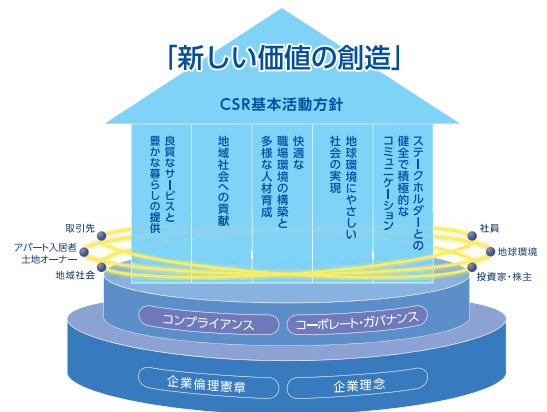 「新しい価値の創造」
CSR基本活動方針
良質なサービスと
豊かな暮らしの提供
地域社会への貢献
快適な
職場環境の構築と
多様な人材育成
地球環境にやさしい
社会の実現
ステークホルダーとの
健全で積極的な
コミュニケーション
取引先
アパート入居者
土地オーナー
地域社会
社員
地球環境
投資家・株主
コンプライアンス
コーポレート・ガバナンス
企業倫理憲章
企業理念